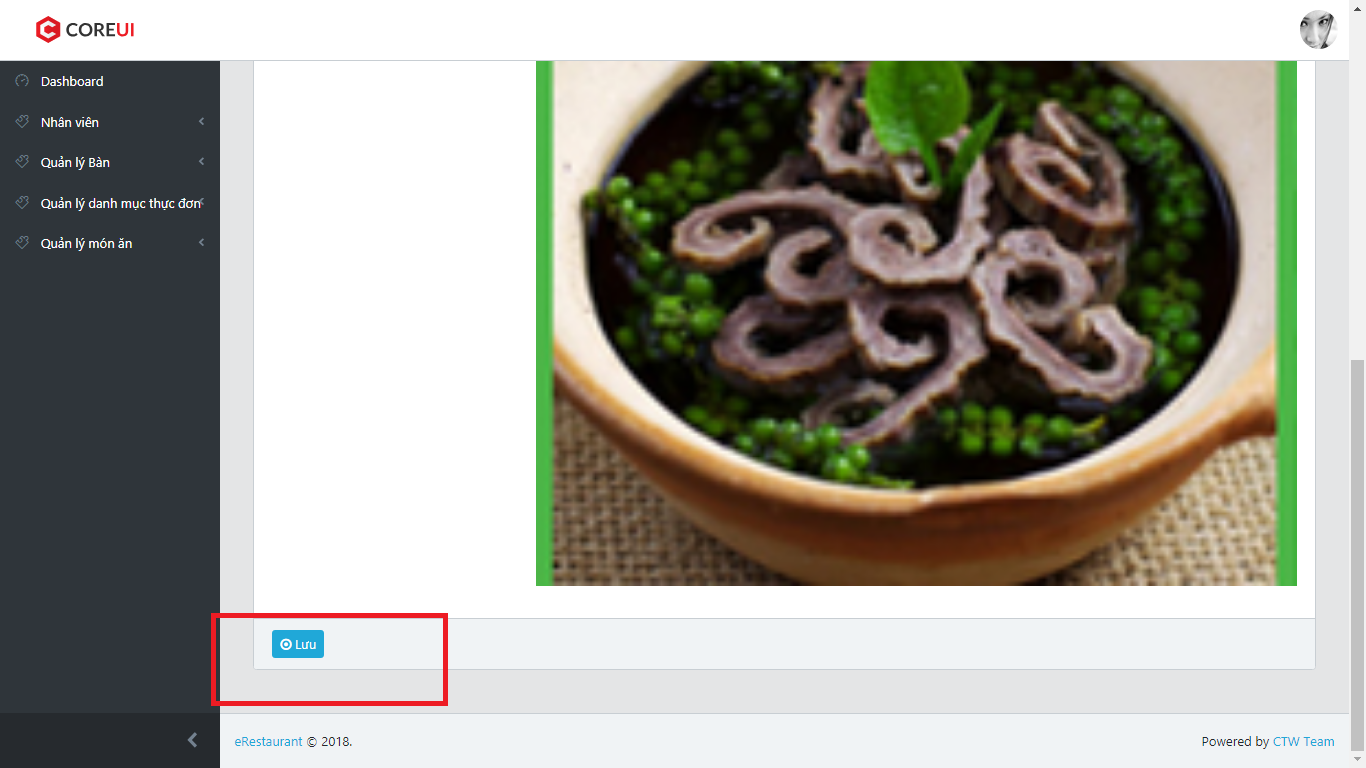 COREUI
Dashboard
Nhân viên
Quản lý Bàn
Quản lý danh mục thực đơn
Quản lý món ăn
Lưu
eRestaurant © 2018.
Powered by CTW Team